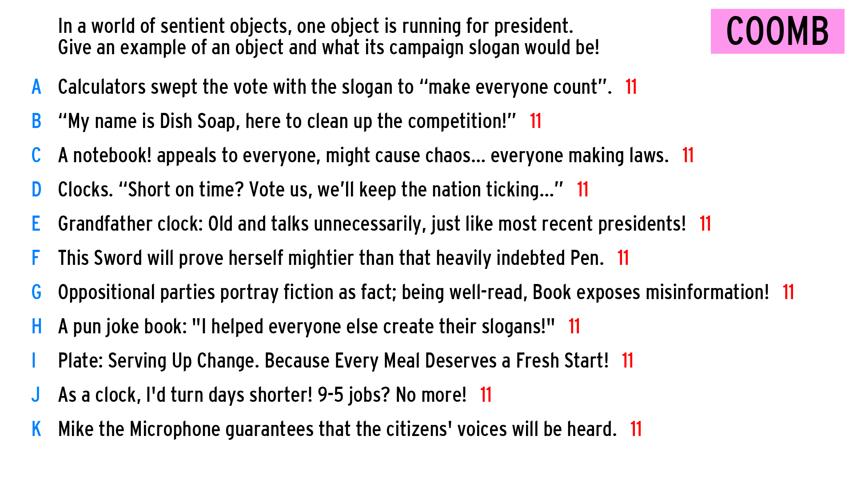 In a world of sentient objects, one object is running for president.
Give an example of an object and what its campaign slogan would be!
COOMB
A Calculators swept the vote with the slogan to “make everyone count”. 11
B “My name is Dish Soap, here to clean up the competition!” 11
C A notebook! appeals to everyone, might cause chaos... everyone making laws. 11
D Clocks. “Short on time? Vote us, we’ll keep the nation ticking...” 11
E Grandfather clock: Old and talks unnecessarily, just like most recent presidents! 11
F This Sword will prove herself mightier than that heavily indebted Pen. 11
G Oppositional parties portray fiction as fact; being well-read, Book exposes misinformation! 11
H A pun joke book: "I helped everyone else create their slogans!" 11
I Plate: Serving Up Change. Because Every Meal Deserves a Fresh Start! 11
J As a clock, I'd turn days shorter! 9-5 jobs? No more! 11
K Mike the Microphone guarantees that the citizens' voices will be heard. 11